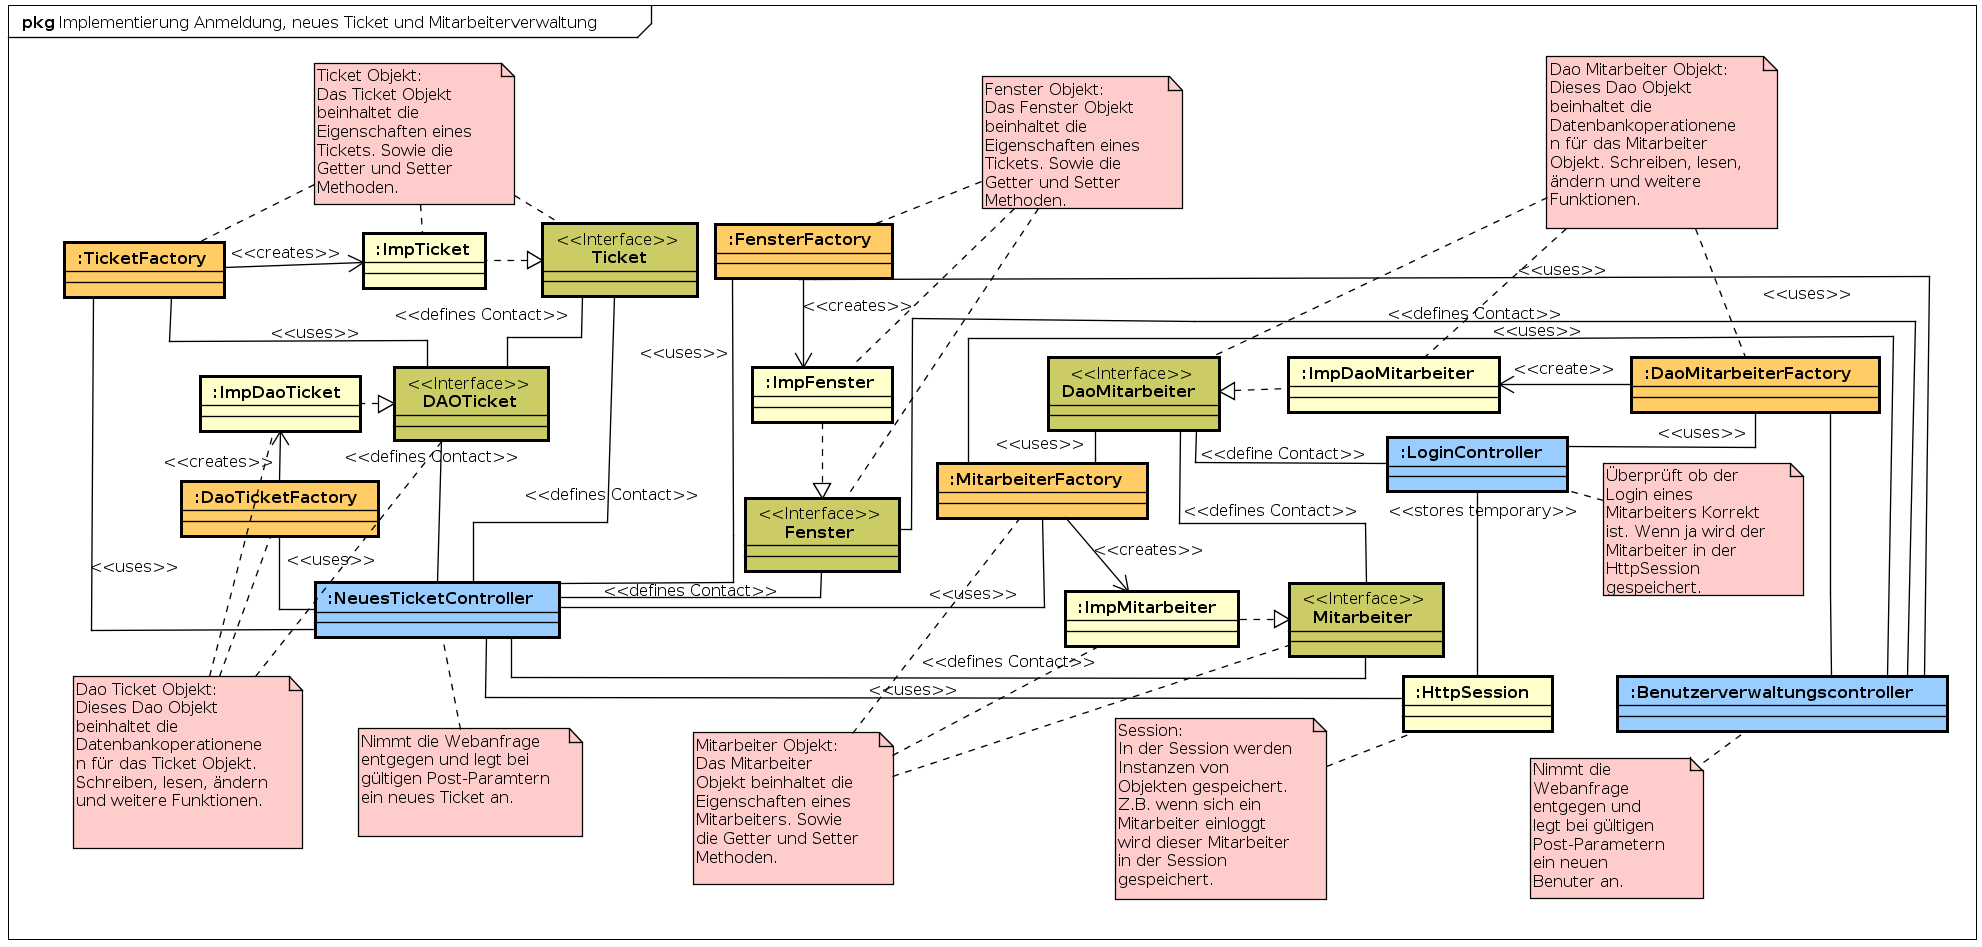 pkg Implementierung Anmeldung, neues Ticket und Mitarbeiterverwaltung
Ticket Objekt:
Das Ticket Objekt
beinhaltet die
Eigenschaften eines
Tickets. Sowie die
Getter und Setter
Methoden.
Fenster Objekt:
Das Fenster Objekt
beinhaltet die
Eigenschaften eines
Tickets. Sowie die
Getter und Setter
Methoden.
Dao Mitarbeiter Objekt:
Dieses Dao Objekt
beinhaltet die
Datenbankoperationene
n für das Mitarbeiter
Objekt. Schreiben, lesen,
ändern und weitere
Funktionen.
:TicketFactory
<<creates>>
:ImpTicket
<<Interface>>
Ticket
:FensterFactory
<<uses>>
<<uses>>
<<creates>>
<<defines Contact>>
<<defines Contact>>
<<uses>>
<<uses>>
<<uses>>
:ImpDaoTicket
<<Interface>>
DAOTicket
:ImpFenster
<<Interface>>
DaoMitarbeiter
:ImpDaoMitarbeiter
<<create>>
:DaoMitarbeiterFactory
<<uses>>
<<uses>>
<<creates>>
<<defines Contact>>
<<define Contact>>
:LoginController
:DaoTicketFactory
<<defines Contact>>
<<Interface>>
Fenster
:MitarbeiterFactory
<<defines Contact>>
<<stores temporary>>
Überprüft ob der
Login eines
Mitarbeiters Korrekt
ist. Wenn ja wird der
Mitarbeiter in der
HttpSession
gespeichert.
<<uses>>
<<uses>>
<<creates>>
:NeuesTicketController
<<defines Contact>>
<<uses>>
:ImpMitarbeiter
<<Interface>>
Mitarbeiter
<<defines Contact>>
<<uses>>
:HttpSession
:Benutzerverwaltungscontroller
Dao Ticket Objekt:
Dieses Dao Objekt
beinhaltet die
Datenbankoperationene
n für das Ticket Objekt.
Schreiben, lesen, ändern
und weitere Funktionen.
Nimmt die Webanfrage
entgegen und legt bei
gültigen Post-Paramtern
ein neues Ticket an.
Mitarbeiter Objekt:
Das Mitarbeiter
Objekt beinhaltet die
Eigenschaften eines
Mitarbeiters. Sowie
die Getter und Setter
Methoden.
Session:
In der Session werden
Instanzen von
Objekten gespeichert.
Z.B. wenn sich ein
Mitarbeiter einloggt
wird dieser Mitarbeiter
in der Session
gespeichert.
Nimmt die
Webanfrage
entgegen und
legt bei gültigen
Post-Parametern
ein neuen
Benuter an.